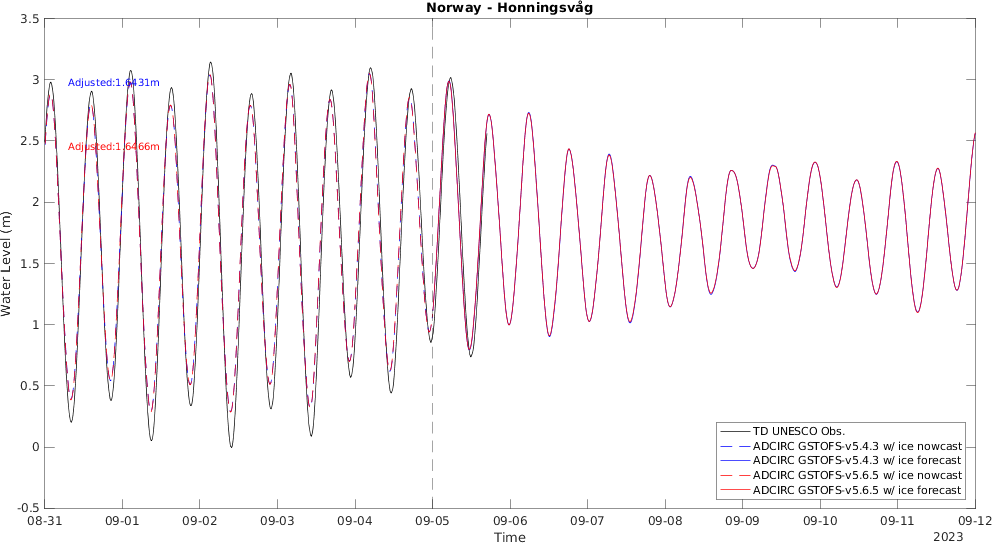 Norway - Honningsvåg
3.5
3
2.5
2
1.5
1
0.5
0
-0.5
Water Level (m)
Adjusted:1.6431m
Adjusted:1.6466m
TD UNESCO Obs.
ADCIRC GSTOFS-v5.4.3 w/ ice nowcast
ADCIRC GSTOFS-v5.4.3 w/ ice forecast
ADCIRC GSTOFS-v5.6.5 w/ ice nowcast
ADCIRC GSTOFS-v5.6.5 w/ ice forecast
08-31 09-01 09-02 09-03 09-04 09-05 09-06 09-07 09-08 09-09 09-10 09-11 09-12
Time
2023